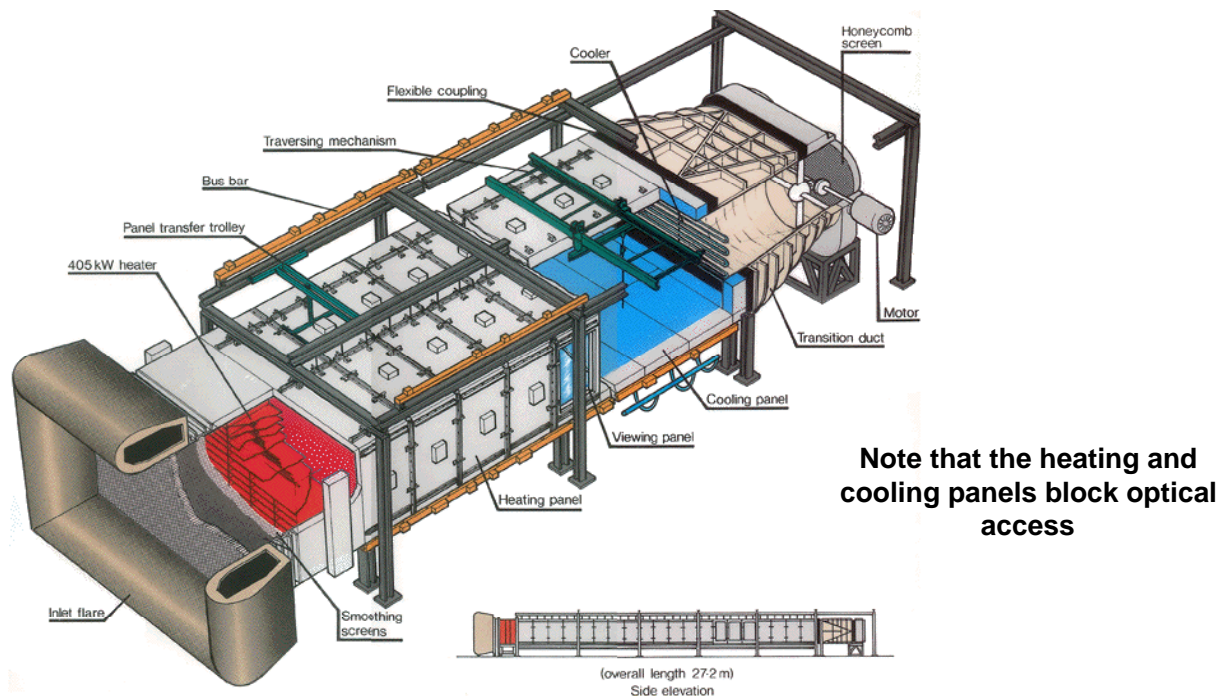 Honeycomb
screen
Cooler
Flexible coupling
Traversing mechanism
Bus bar
Panel transfer trolley
405 kW heater
Motor
Transition duct
Cooling panel
Viewing panel
Heating panel
Inlet flare
Smoothing
screens
Note that the heating and
cooling panels block optical
access
(overall length 27·2 m)
Side elevation